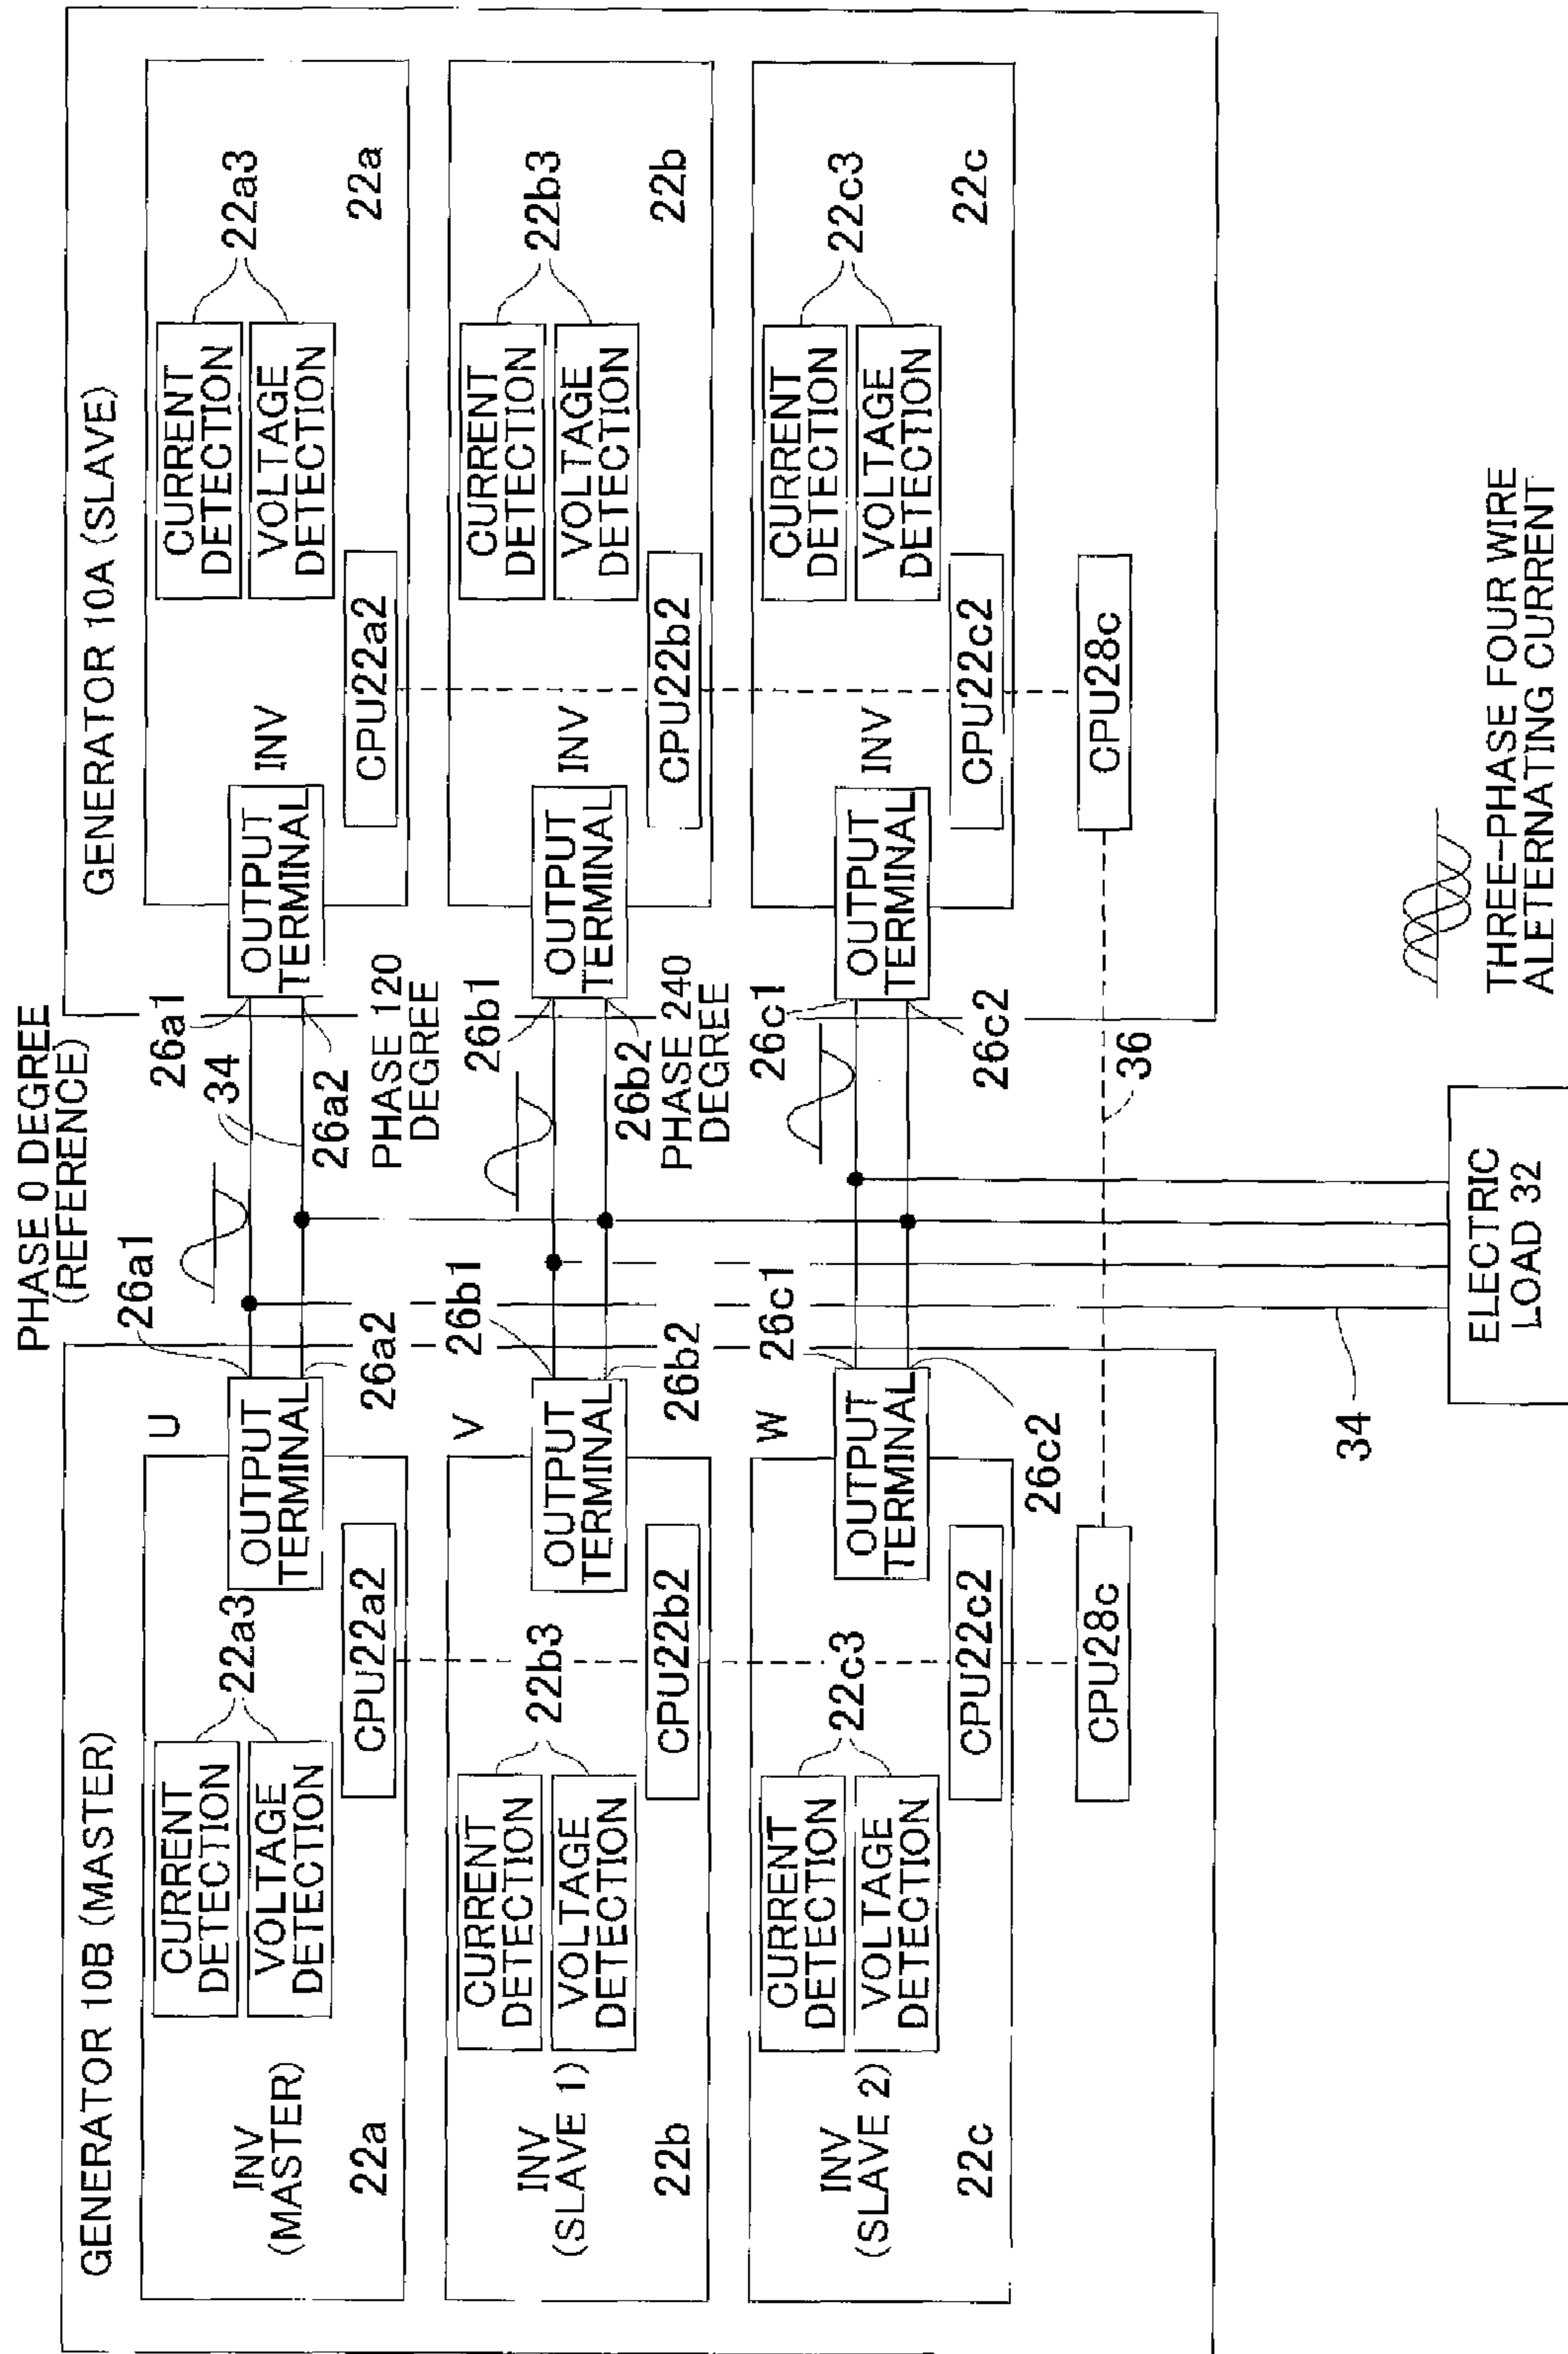 PHASE 0 DEGREE
(REFERENCE)
GENERATOR 10B (MASTER)
GENERATOR 10A (SLAVE)
INV
(MASTER)
22a
CURRENT
DETECTION
VOLTAGE
DETECTION
22a3
CPU22a2
U
OUTPUT
TERMINAL
26a1
26a2
34
26a1
26a2
OUTPUT
TERMINAL
INV
CPU22a2
CURRENT
DETECTION
VOLTAGE
DETECTION
22a3
22a
PHASE 120
DEGREE
INV
(SLAVE 1)
22b
CURRENT
DETECTION
VOLTAGE
DETECTION
22b3
CPU22b2
V
OUTPUT
TERMINAL
26b1
26b2
26b1
26b2
OUTPUT
TERMINAL
INV
CPU22b2
CURRENT
DETECTION
VOLTAGE
DETECTION
22b3
22b
PHASE 240
DEGREE
INV
(SLAVE 2)
22c
CURRENT
DETECTION
VOLTAGE
DETECTION
22c3
CPU22c2
W
OUTPUT
TERMINAL
26c1
26c2
26c1
26c2
OUTPUT
TERMINAL
INV
CPU22c2
CURRENT
DETECTION
VOLTAGE
DETECTION
22c3
22c
CPU28c
36
CPU28c
34
ELECTRIC
LOAD 32
THREE-PHASE FOUR WIRE
ALETERNATING CURRENT